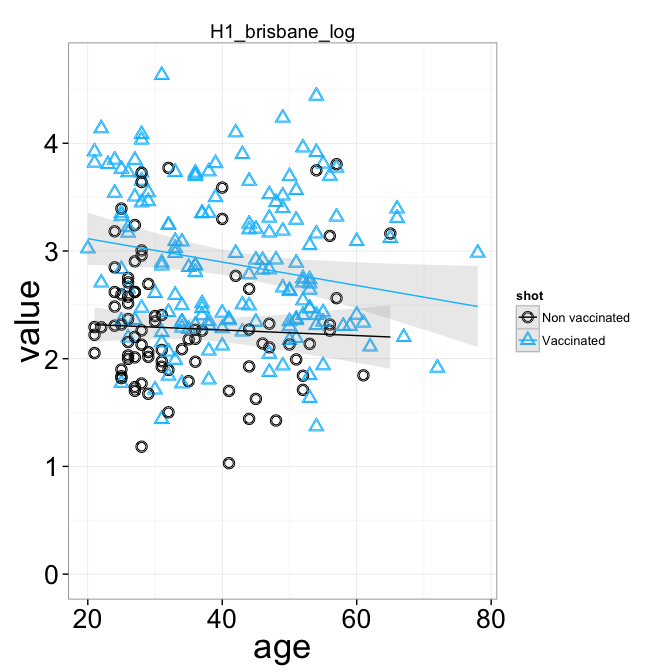 H1_brisbane_log
value
4
3
2
1
0
20 40 60 80
age
shot
Non vaccinated
Vaccinated